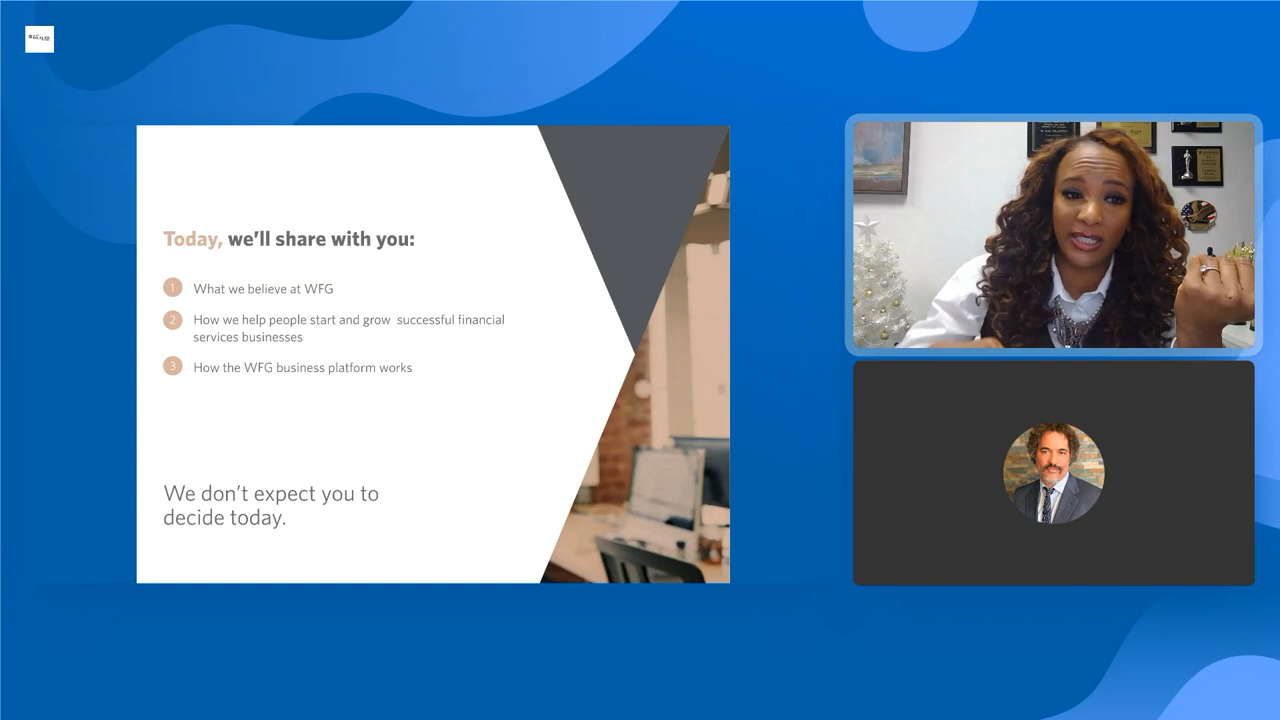 Today, we’ll share with you:
1 What we believe at WFG
2 How we help people start and grow successful financial
services businesses
3 How the WFG business platform works
We don’t expect you to
decide today.